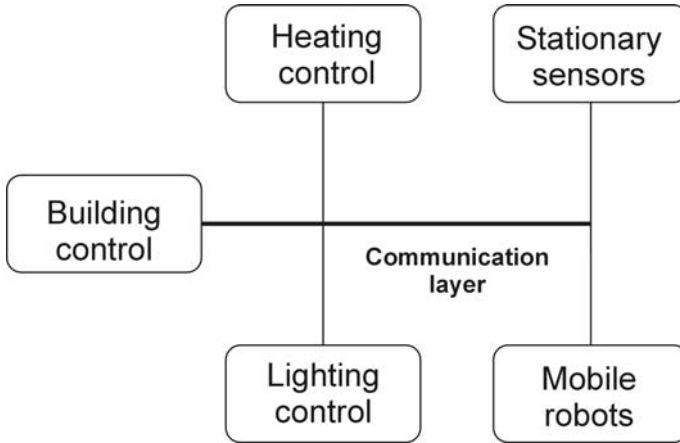 Heating
control
Stationary
sensors
Building
control
Communication
layer
Lighting
control
Mobile
robots